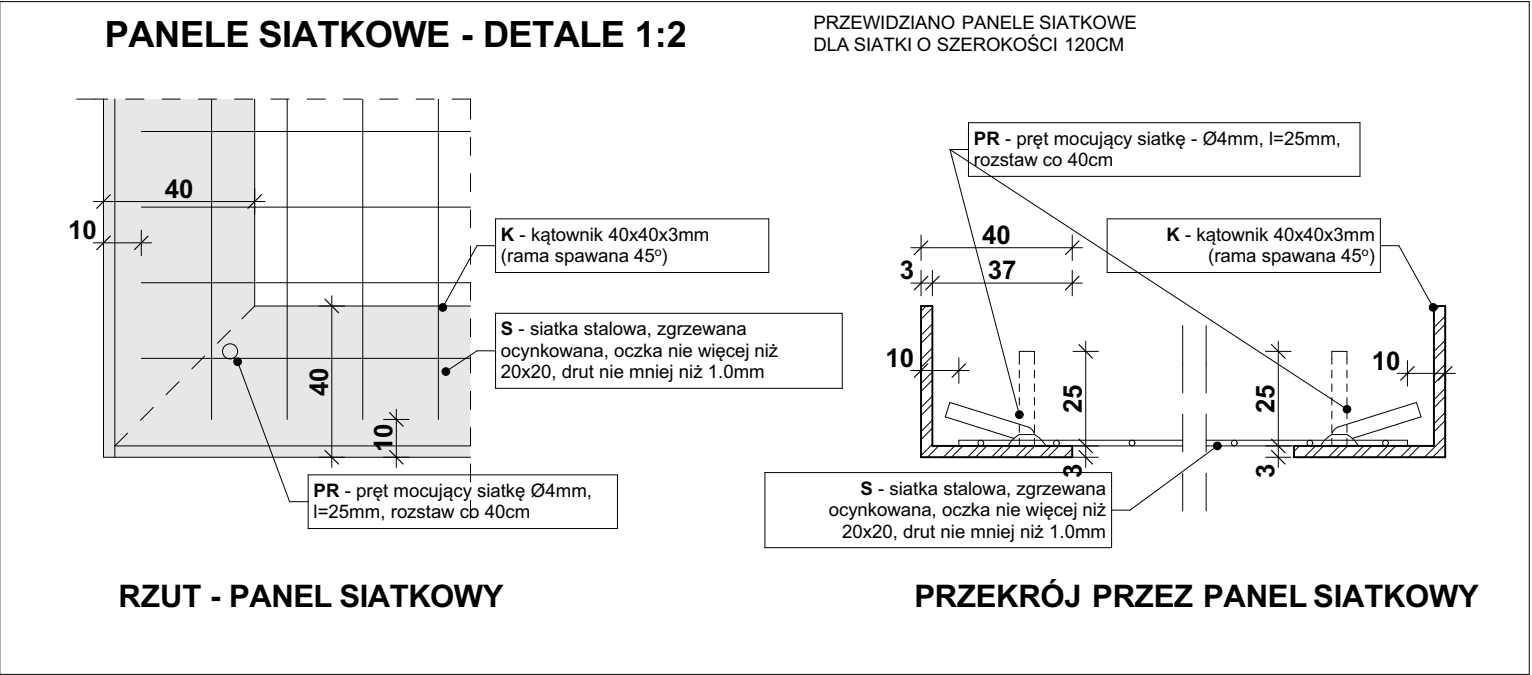 PANELE SIATKOWE - DETALE 1:2
PRZEWIDZIANO PANELE SIATKOWE
DLA SIATKI O SZEROKOŚCI 120CM
40
10
K - kątownik 40x40x3mm
(rama spawana 45°)
S - siatka stalowa, zgrzewana
ocynkowana, oczka nie więcej niż
20x20, drut nie mniej niż 1.0mm
40
10
PR - pręt mocujący siatkę Ø4mm,
l=25mm, rozstaw co 40cm
RZUT - PANEL SIATKOWY
PR - pręt mocujący siatkę - Ø4mm, l=25mm,
rozstaw co 40cm
K - kątownik 40x40x3mm
(rama spawana 45°)
40
3
37
10
25
3
25
3
10
S - siatka stalowa, zgrzewana
ocynkowana, oczka nie więcej niż
20x20, drut nie mniej niż 1.0mm
PRZEKRÓJ PRZEZ PANEL SIATKOWY